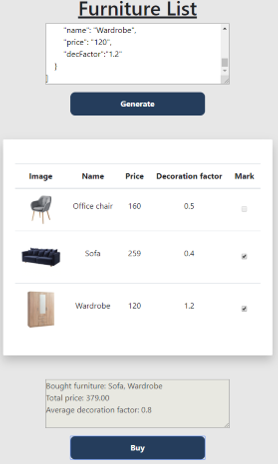 Furniture List
"name": "Wardrobe",
"price": "120",
"decFactor":"1.2"
}
Generate
Image Name Price Decoration factor Mark
Office chair 160 0.5
Sofa 259 0.4
Wardrobe 120 1.2
Bought furniture: Sofa, Wardrobe
Total price: 379.00
Average decoration factor: 0.8
Buy